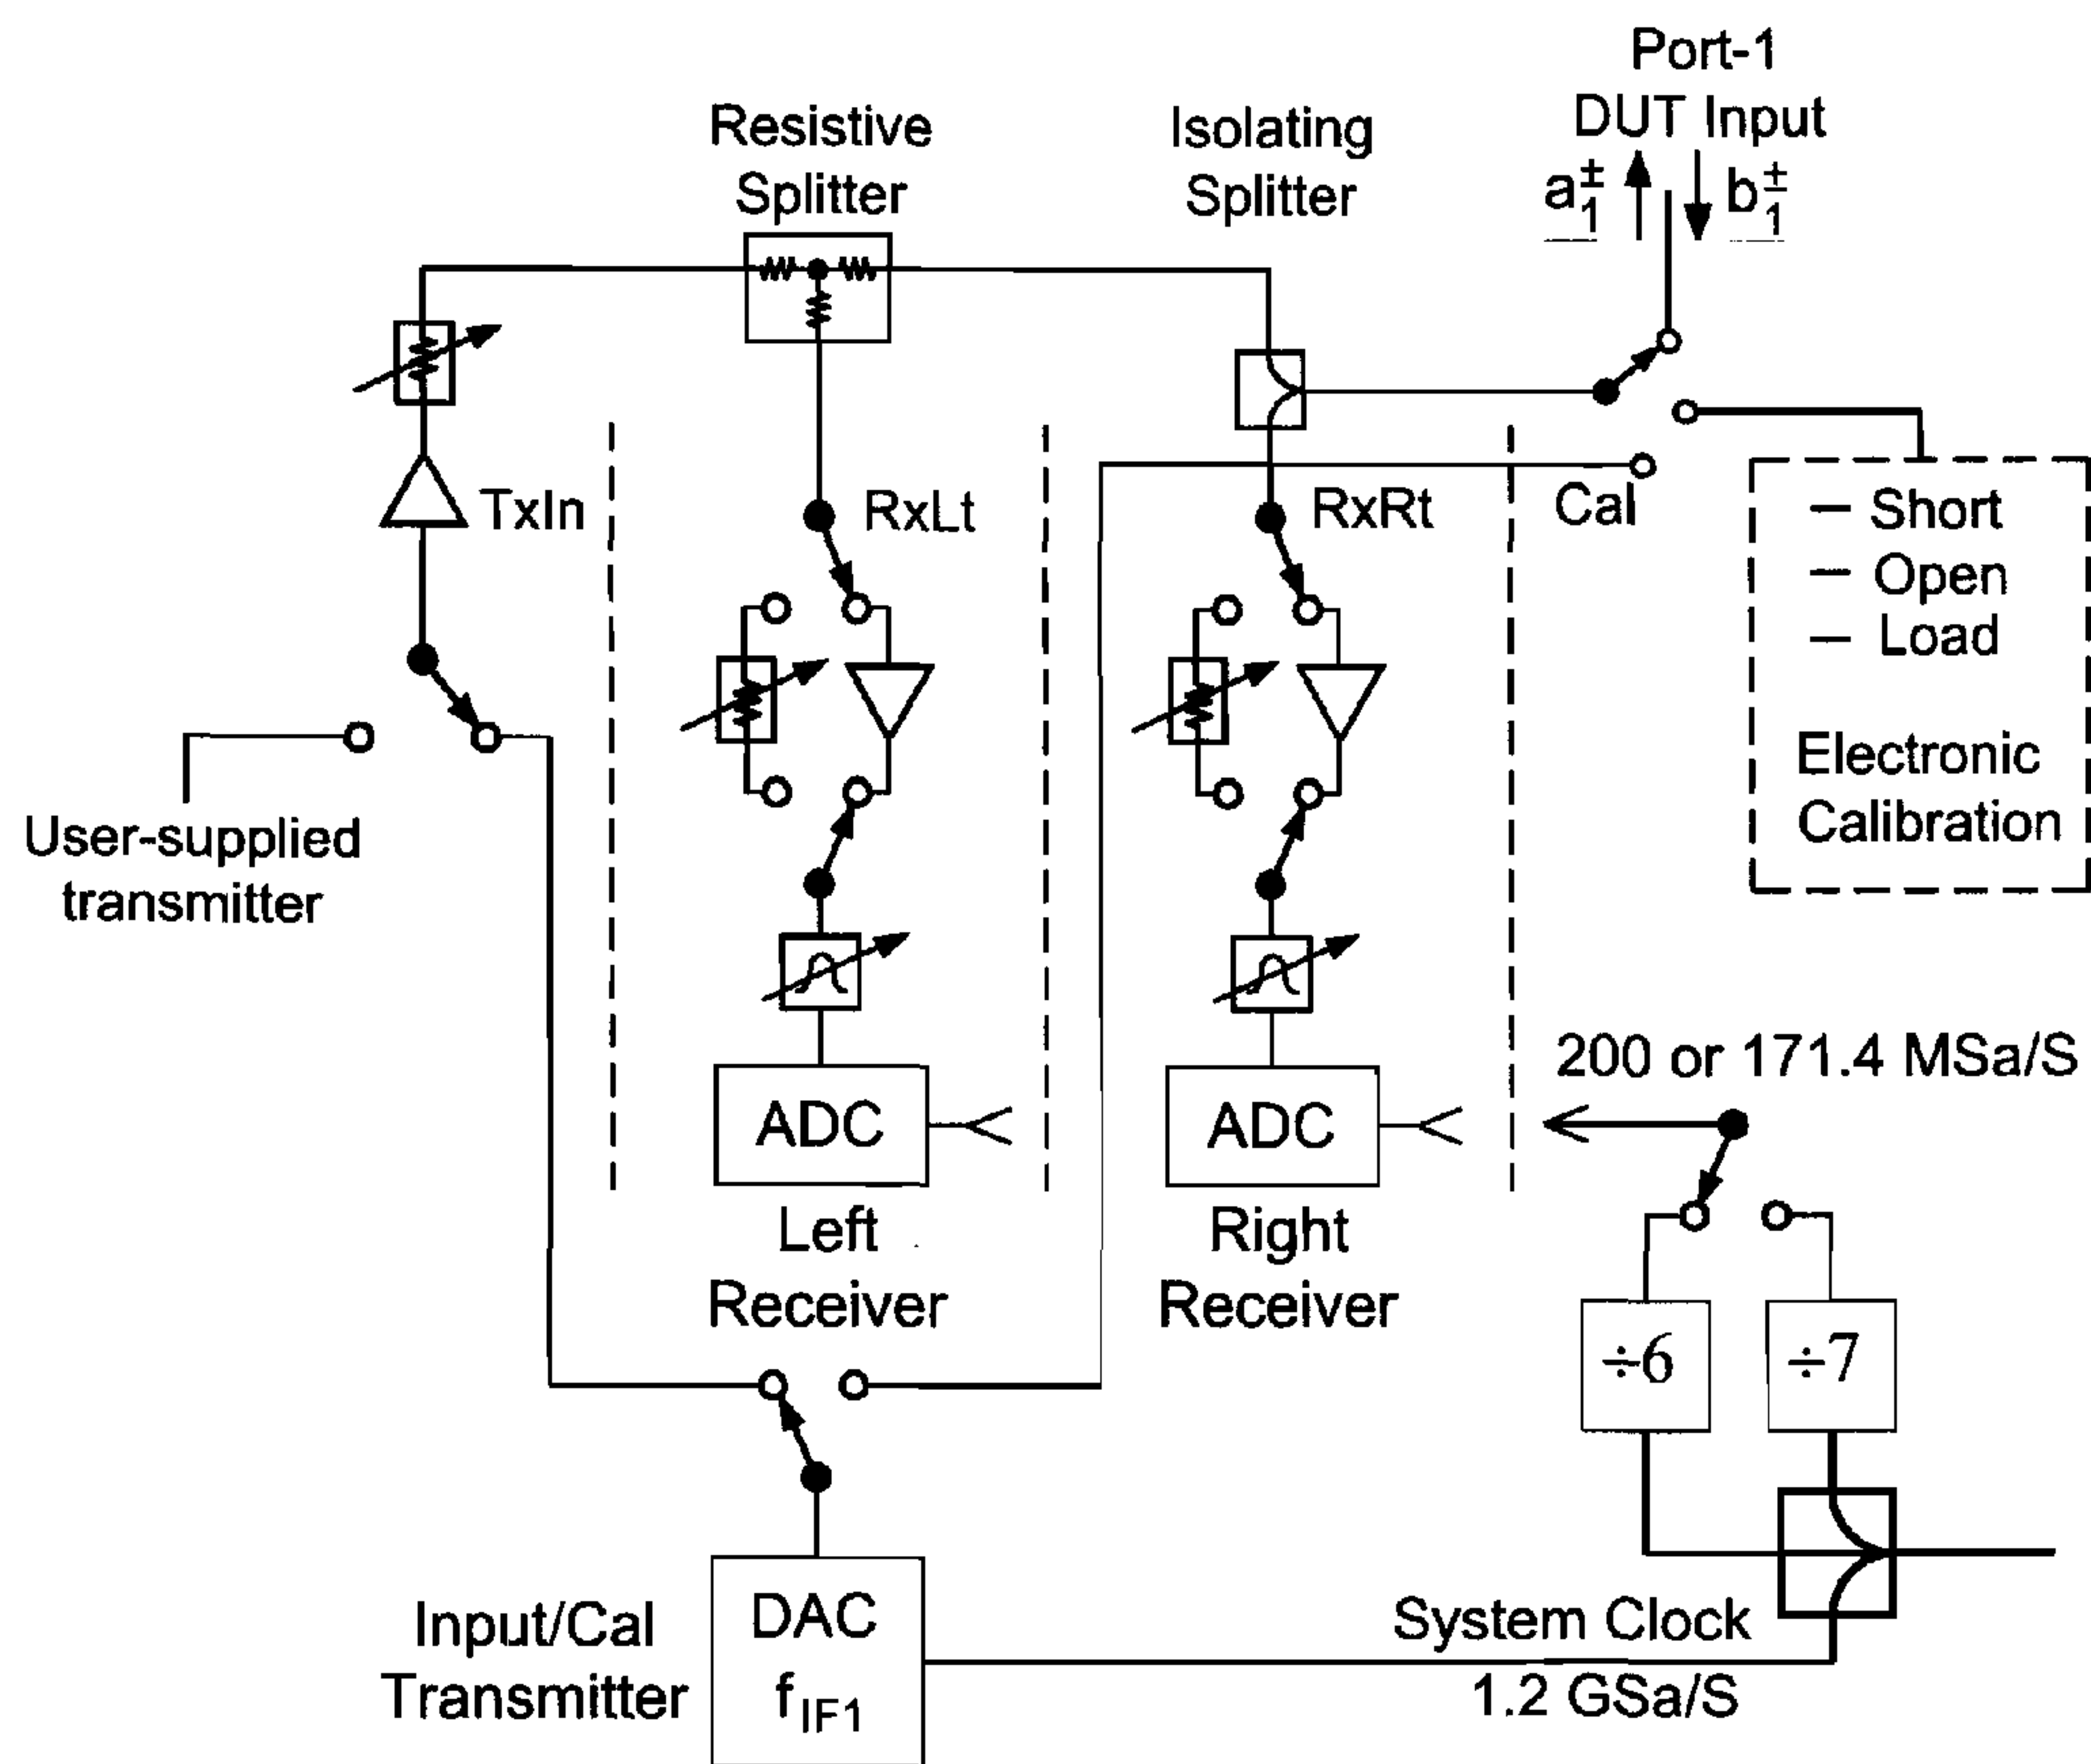 Port-1
DUT Input
a₁± b₁±
Resistive
Splitter
Isolating
Splitter
TxIn
RxLt
RxRt
Cal
Short
Open
Load
Electronic
Calibration
User-supplied
transmitter
200 or 171.4 MSa/S
ADC
ADC
Left
Receiver
Right
Receiver
÷6
÷7
Input/Cal
Transmitter
DAC
f_IF1
System Clock
1.2 GSa/S